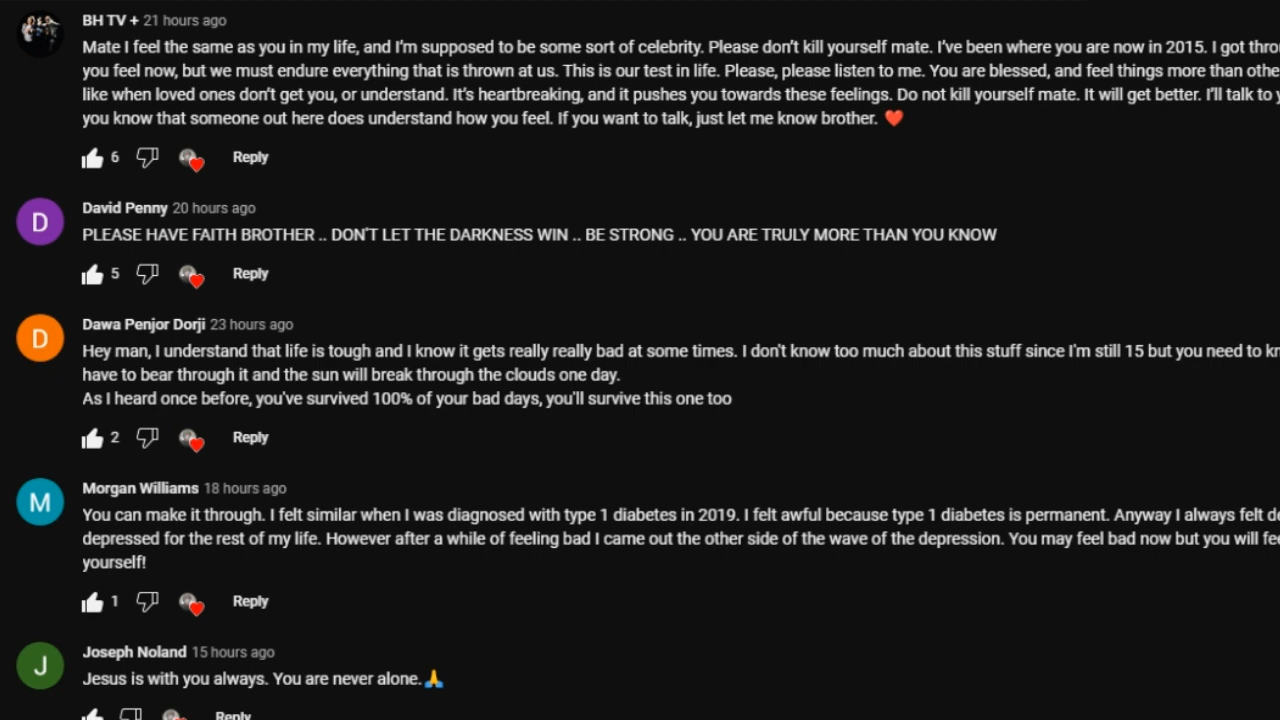 BH TV + 21 hours ago
Mate I feel the same as you in my life, and I'm supposed to be some sort of celebrity. Please don't kill yourself mate. I've been where you are now in 2015. I got
you feel now, but we must endure everything that is thrown at us. This is our test in life. Please, please listen to me. You are blessed, and feel things more than
like when loved ones don't get you, or understand. It's heartbreaking, and it pushes you towards these feelings. Do not kill yourself mate. It will get better. I'll talk to
you know that someone out here does understand how you feel. If you want to talk, just let me know brother. ❤️
6 Reply
D
David Penny 20 hours ago
PLEASE HAVE FAITH BROTHER .. DON'T LET THE DARKNESS WIN .. BE STRONG .. YOU ARE TRULY MORE THAN YOU KNOW
5 Reply
D
Dawa Penjor Dorji 23 hours ago
Hey man, I understand that life is tough and I know it gets really really bad at some times. I don't know too much about this stuff since I'm still 15 but you need to
have to bear through it and the sun will break through the clouds one day.
As I heard once before, you've survived 100% of your bad days, you'll survive this one too
2 Reply
M
Morgan Williams 18 hours ago
You can make it through. I felt similar when I was diagnosed with type 1 diabetes in 2019. I felt awful because type 1 diabetes is permanent. Anyway I always felt
depressed for the rest of my life. However after a while of feeling bad I came out the other side of the wave of the depression. You may feel bad now but you will
yourself!
1 Reply
J
Joseph Noland 15 hours ago
Jesus is with you always. You are never alone.🙏
Reply